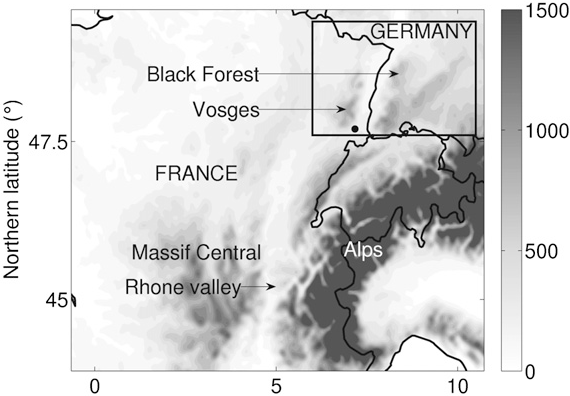 GERMANY
Black Forest
Vosges
FRANCE
Massif Central
Alps
Rhone valley
Northern latitude (°)
47.5
45
0
5
10
1500
1000
500
0